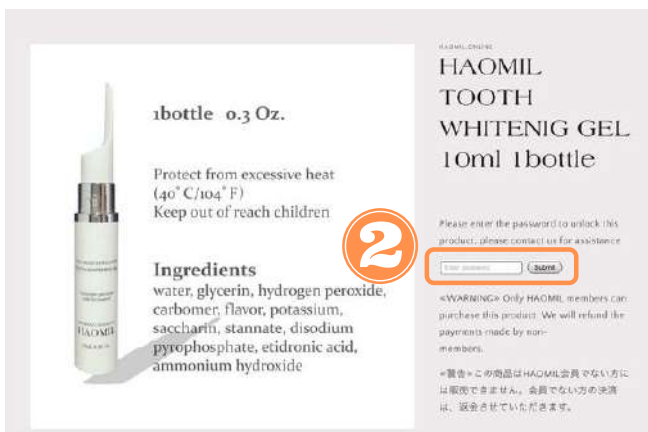 1bottle 0.3 Oz.
Protect from excessive heat
(40°C/104°F)
Keep out of reach children
Ingredients
water, glycerin, hydrogen peroxide,
carbomer, flavor, potassium,
saccharin, stannate, disodium
pyrophosphate, etidronic acid,
ammonium hydroxide
HAOMIL
2
HAOMIL.ONLINE
HAOMIL
TOOTH
WHITENIG GEL
10ml 1bottle
Please enter the password to unlock this
product, please contact us for assistance
Enter password
Submit
≪WARNING≫ Only HAOMIL members can
purchase this product. We will refund the
payments made by non-
members.
≪警告≫この商品はHAOMIL会員でない方に
は販売できません。会員でない方の決済
は、返金させていただきます。